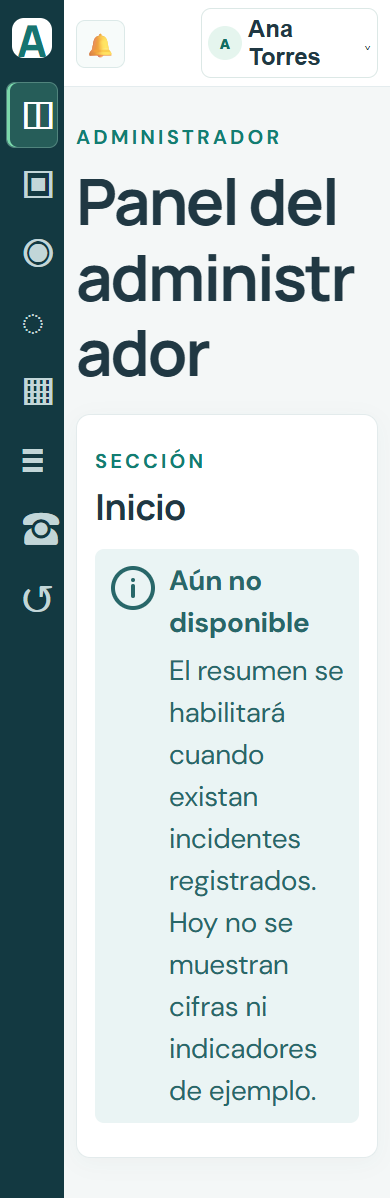 A
A
Ana
Torres
ADMINISTRADOR
Panel del
administr
ador
SECCIÓN
Inicio
Aún no
disponible
El resumen se
habilitará
cuando
existan
incidentes
registrados.
Hoy no se
muestran
cifras ni
indicadores
de ejemplo.